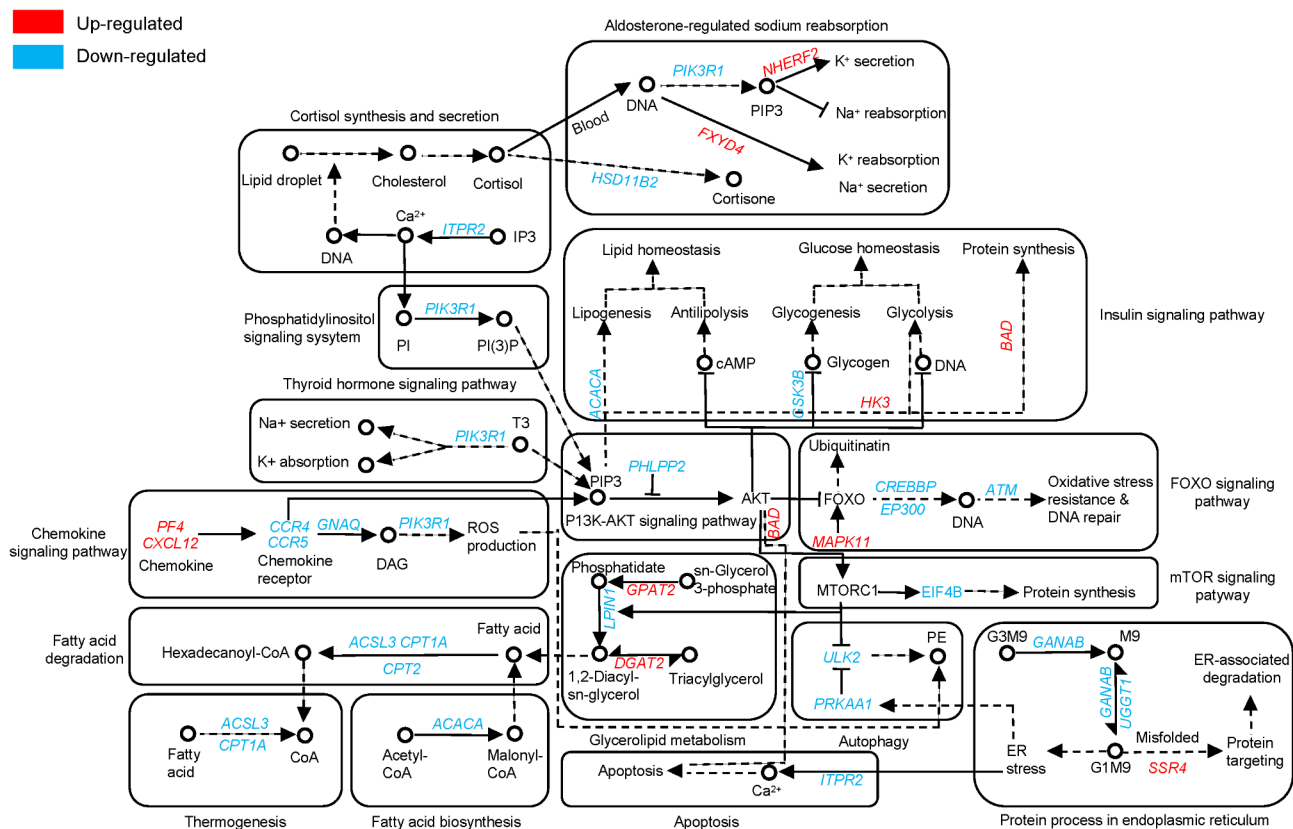 Up-regulated
Down-regulated
Aldosterone-regulated sodium reabsorption
PIK3R1
NHERF2
K⁺ secretion
DNA
PIP3
Na⁺ reabsorption
Blood
FXYD4
K⁺ reabsorption
Na⁺ secretion
HSD11B2
Cortisone
Cortisol synthesis and secretion
Lipid droplet
Cholesterol
Cortisol
Ca²⁺
ITPR2
IP3
DNA
Phosphatidylinositol
signaling sysytem
PIK3R1
PI
PI(3)P
Lipid homeostasis
Glucose homeostasis
Protein synthesis
Lipogenesis
Antilipolysis
Glycogenesis
Glycolysis
BAD
Insulin signaling pathway
cAMP
Glycogen
DNA
ACACA
GSK3B
HK3
Thyroid hormone signaling pathway
Na+ secretion
K+ absorption
PIK3R1
T3
PIP3
PHLPP2
AKT
BAD
P13K-AKT signaling pathway
Ubiquitinatin
FOXO
CREBBP
EP300
DNA
ATM
Oxidative stress
resistance &
DNA repair
MAPK11
FOXO signaling
pathway
Chemokine
signaling pathway
PF4
CXCL12
Chemokine
CCR4
CCR5
Chemokine
receptor
GNAQ
DAG
PIK3R1
ROS
production
MTORC1
EIF4B
Protein synthesis
mTOR signaling
patyway
Phosphatidate
GPAT2
sn-Glycerol
3-phosphate
LPIN1
DGAT2
1,2-Diacyl-
sn-glycerol
Triacylglycerol
Glycerolipid metabolism
Fatty acid
degradation
Hexadecanoyl-CoA
ACSL3 CPT1A
CPT2
Fatty acid
ULK2
PE
PRKAA1
Autophagy
G3M9
GANAB
M9
GANAB
UGGT1
G1M9
Misfolded
SSR4
Protein
targeting
ER-associated
degradation
ER
stress
Protein process in endoplasmic reticulum
Fatty
acid
ACSL3
CPT1A
CoA
Thermogenesis
Acetyl-
CoA
ACACA
Malonyl-
CoA
Fatty acid biosynthesis
Apoptosis
Ca²⁺
ITPR2
Apoptosis